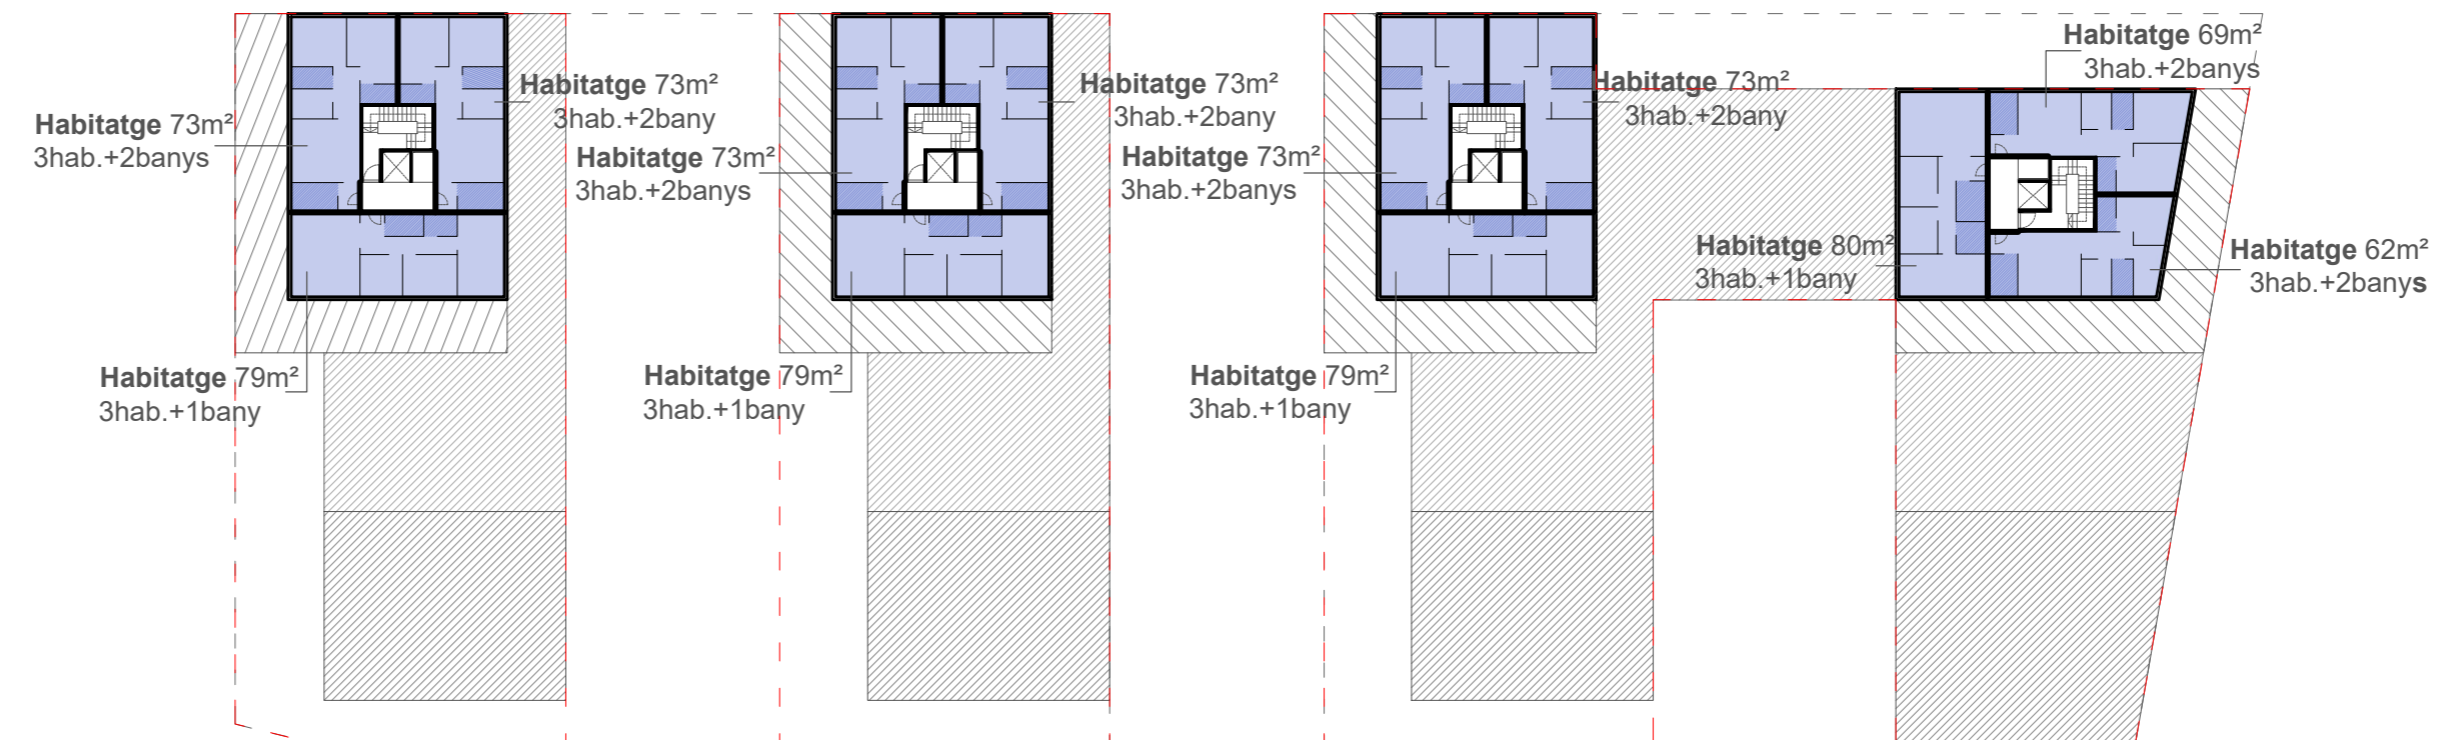 Habitatge 73m²
3hab.+2banys
Habitatge 73m²
3hab.+2bany
Habitatge 79m²
3hab.+1bany
Habitatge 73m²
3hab.+2banys
Habitatge 73m²
3hab.+2bany
Habitatge 79m²
3hab.+1bany
Habitatge 73m²
3hab.+2banys
Habitatge 73m²
3hab.+2bany
Habitatge 79m²
3hab.+1bany
Habitatge 69m²
3hab.+2banys
Habitatge 80m²
3hab.+1bany
Habitatge 62m²
3hab.+2banys